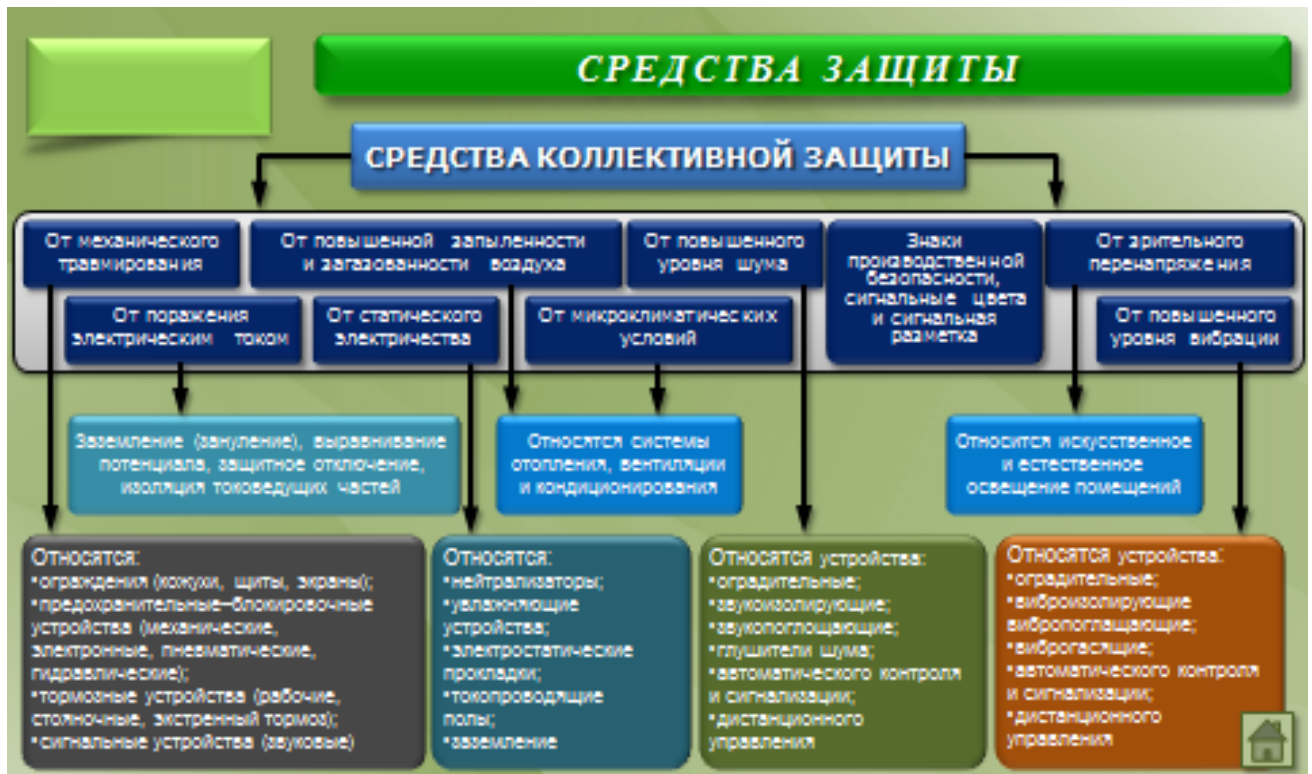 СРЕДСТВА ЗАЩИТЫ
СРЕДСТВА КОЛЛЕКТИВНОЙ ЗАЩИТЫ
От механического
травмирования
От повышенной запыленности
и загазованности воздуха
От повышенного
уровня шума
Знаки
производственной
безопасности,
сигнальные цвета
и сигнальная
разметка
От зрительного
перенапряжения
От поражения
электрическим током
От статического
электричества
От микроклиматических
условий
От повышенного
уровня вибрации
Заземление (зануление), выравнивание
потенциала, защитное отключение,
изоляция токоведущих частей
Относятся системы
отопления, вентиляции
и кондиционирования
Относится искусственное
и естественное
освещение помещений
Относятся:
•ограждения (кожухи, щиты, экраны);
•предохранительные–блокировочные
устройства (механические,
электронные, пневматические,
гидравлические);
•тормозные устройства (рабочие,
стояночные, экстренный тормоз);
•сигнальные устройства (звуковые)
Относятся:
•нейтрализаторы;
•увлажняющие
устройства;
•электростатические
прокладки;
•токопроводящие
полы;
•заземление
Относятся устройства:
•оградительные;
•звукоизолирующие;
•звукопоглощающие;
•глушители шума;
•автоматического контроля
и сигнализации;
•дистанционного
управления
Относятся устройства:
•оградительные;
•виброизолирующие
вибропоглащающие;
•виброгасящие;
•автоматического контроля
и сигнализации;
•дистанционного
управления